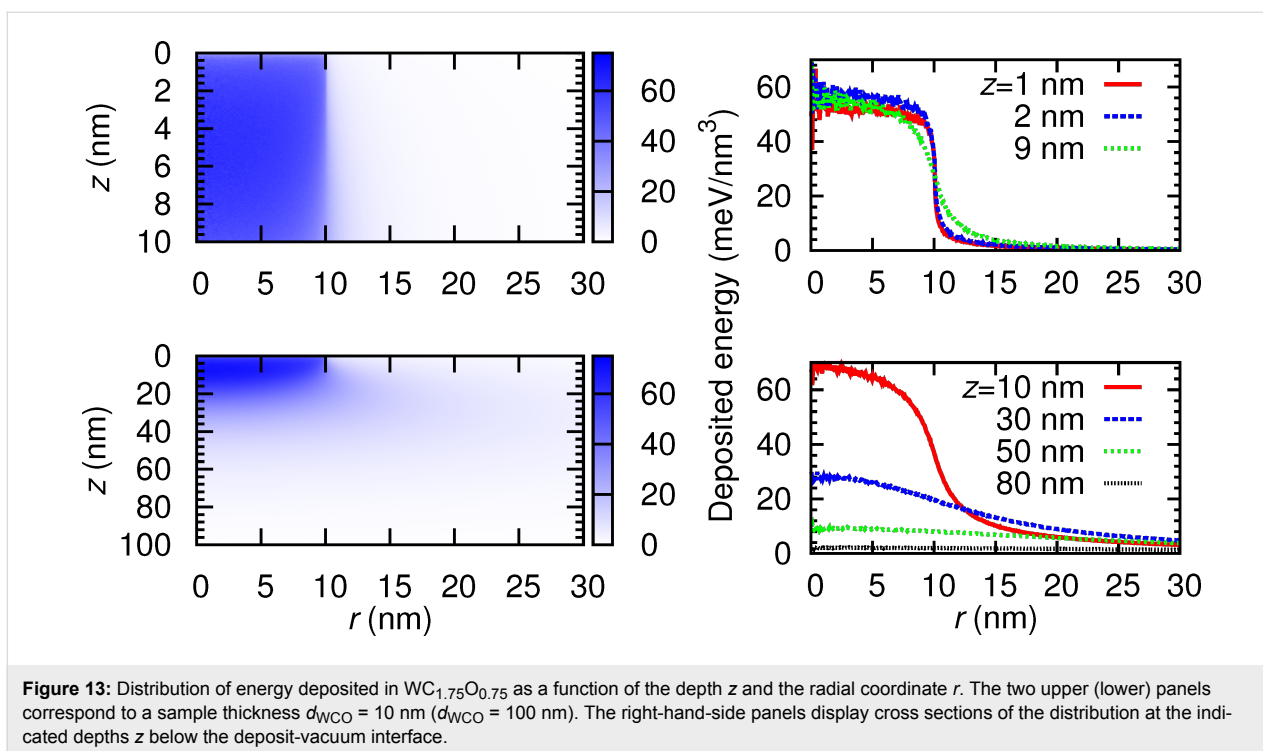 0
2
4
6
8
10
z (nm)
0 5 10 15 20 25 30
60
40
20
0
60
40
20
0
z=1 nm
2 nm
9 nm
0 5 10 15 20 25 30
Deposited energy (meV/nm³)
0
20
40
60
80
100
z (nm)
0 5 10 15 20 25 30
r (nm)
60
40
20
0
60
40
20
0
z=10 nm
30 nm
50 nm
80 nm
0 5 10 15 20 25 30
r (nm)
Figure 13: Distribution of energy deposited in WC₁.₇₅O₀.₇₅ as a function of the depth z and the radial coordinate r. The two upper (lower) panels
correspond to a sample thickness d_WCO = 10 nm (d_WCO = 100 nm). The right-hand-side panels display cross sections of the distribution at the indi-
cated depths z below the deposit-vacuum interface.